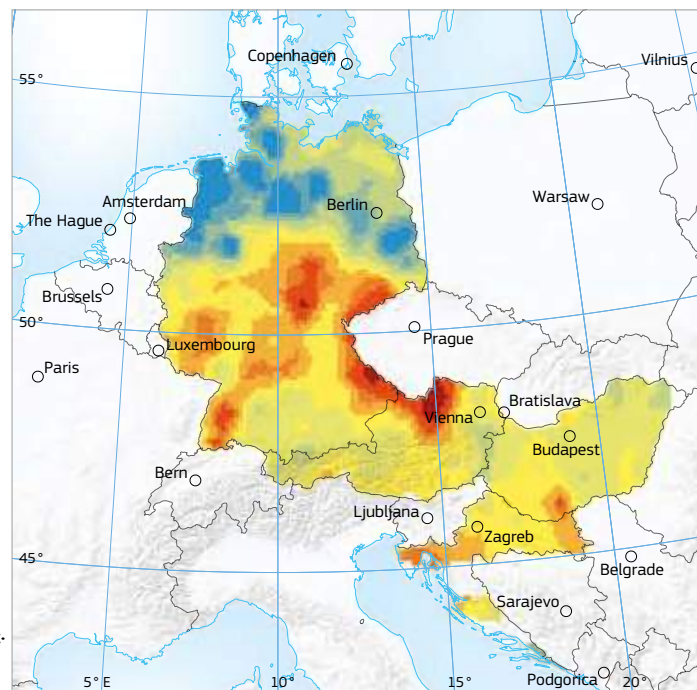 Copenhagen
Vilnius
55°
Amsterdam
Berlin
Warsaw
The Hague
Brussels
50°
Prague
Luxembourg
Paris
Vienna
Bratislava
Budapest
Bern
Ljubljana
Zagreb
45°
Belgrade
Sarajevo
Podgorica
5° E
10°
15°
20°